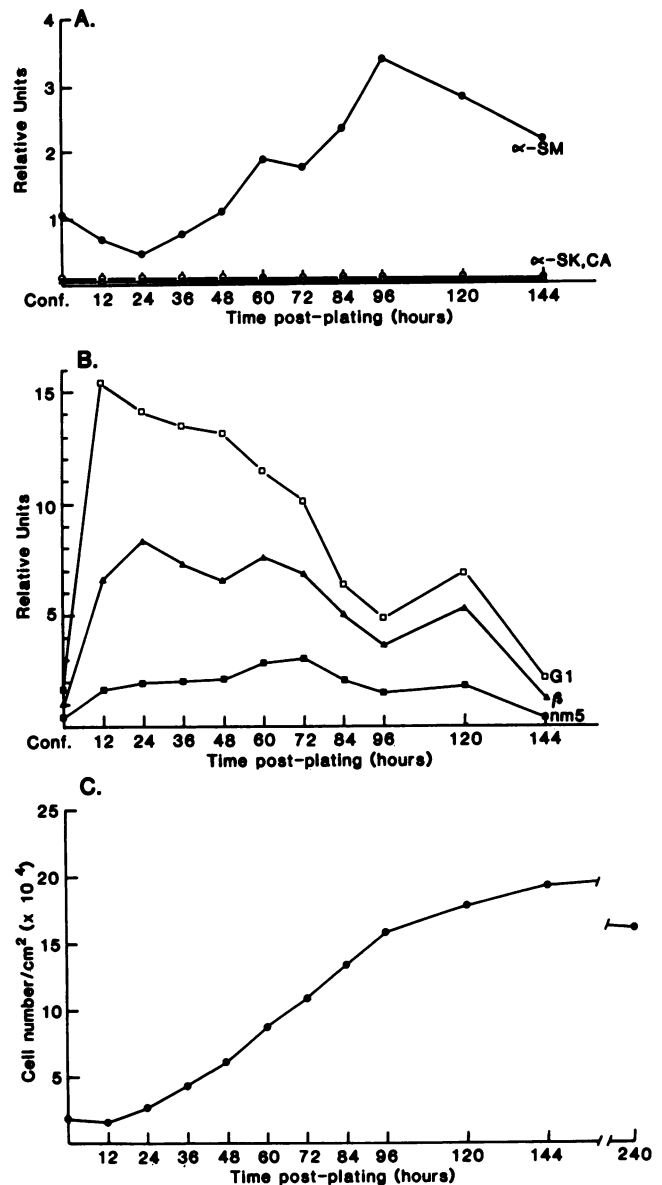 A.
4
3
2
1
Relative Units
∝-SM
∝-SK,CA
Conf. 12 24 36 48 60 72 84 96 120 144
Time post-plating (hours)
B.
15
10
5
Relative Units
G1
β
nm5
Conf. 12 24 36 48 60 72 84 96 120 144
Time post-plating (hours)
C.
25
20
15
10
5
Cell number/cm² (x 10⁴)
12 24 36 48 60 72 84 96 120 144 240
Time post-plating (hours)